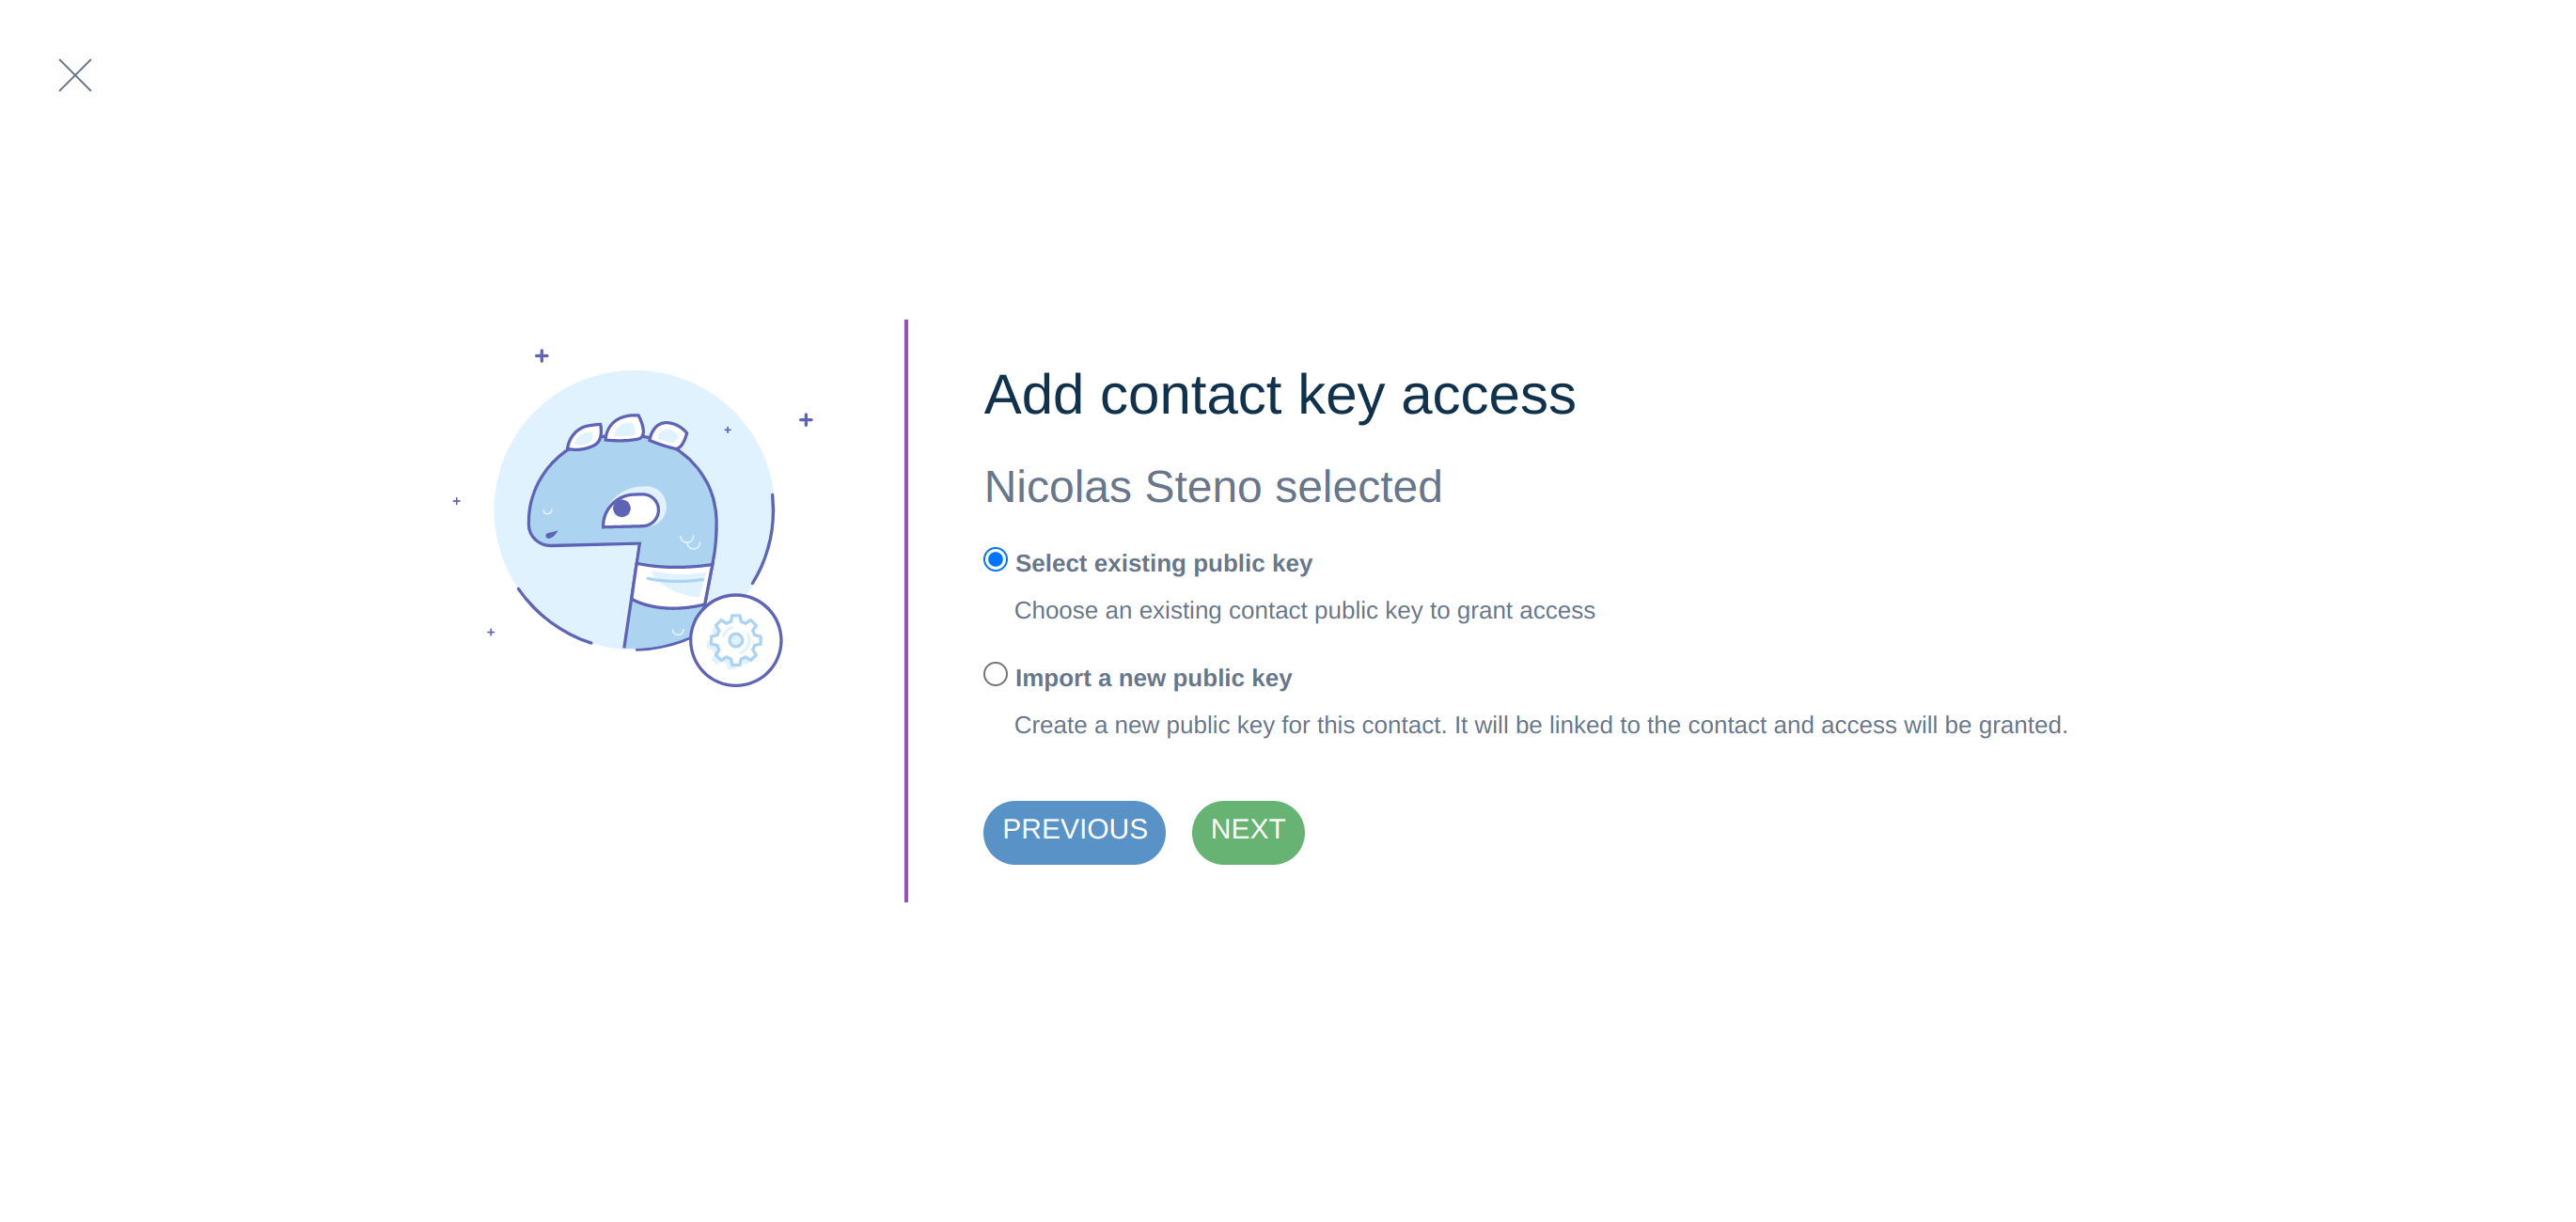 Add contact key access
Nicolas Steno selected
Select existing public key
Choose an existing contact public key to grant access
Import a new public key
Create a new public key for this contact. It will be linked to the contact and access will be granted.
PREVIOUS NEXT